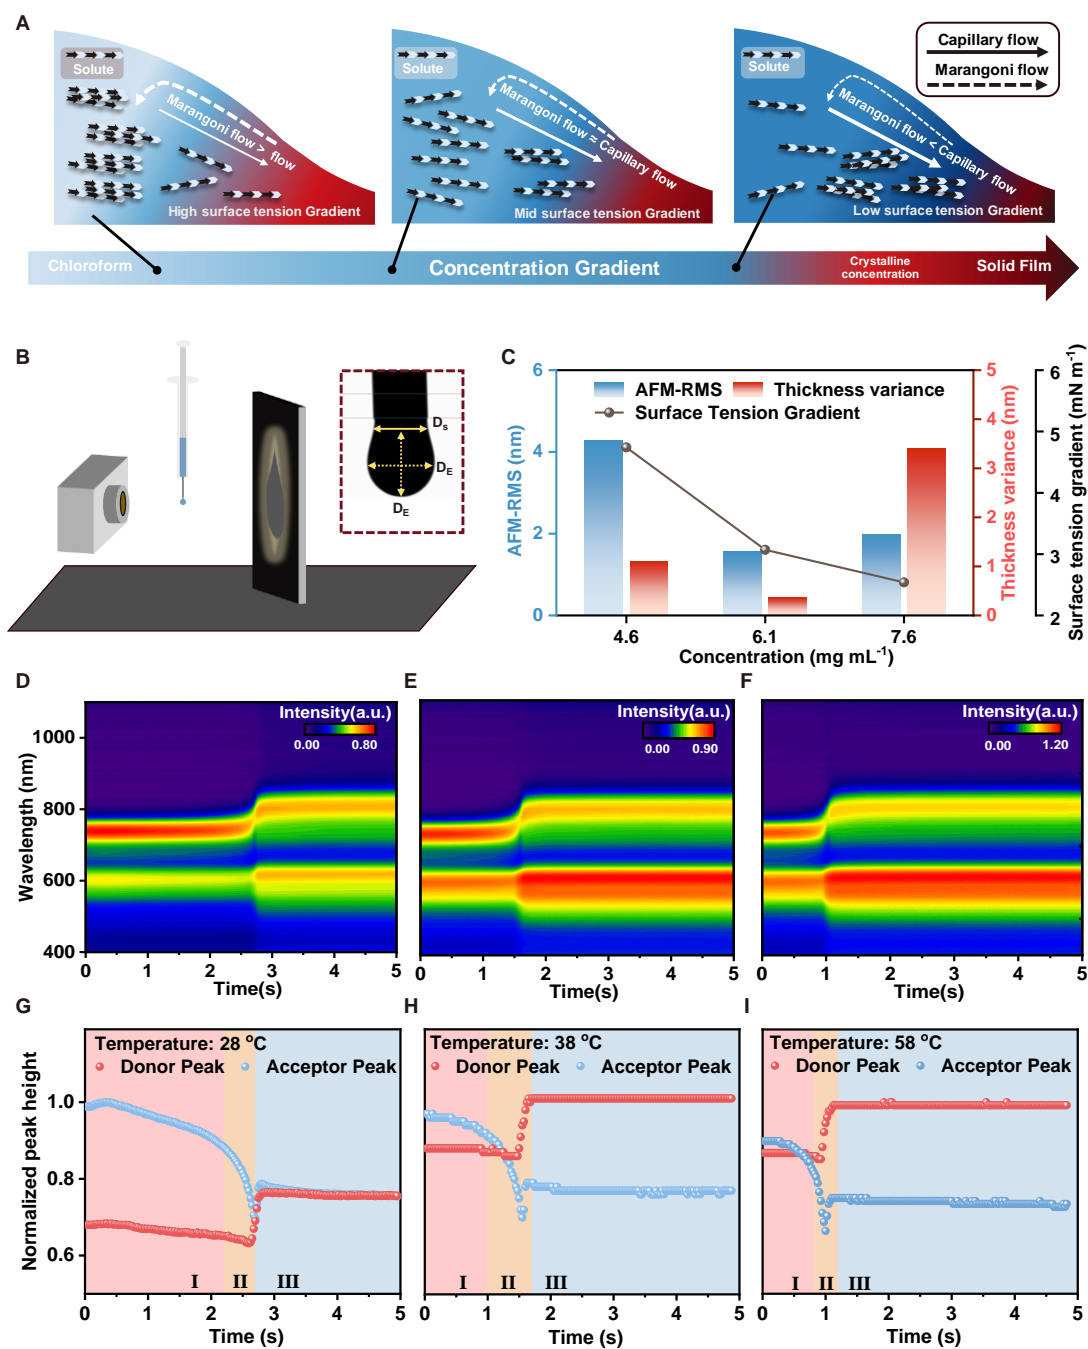 A
Solute
Marangoni flow > flow
High surface tension Gradient
Solute
Marangoni flow ≈ Capillary flow
Mid surface tension Gradient
Solute
Marangoni flow < Capillary flow
Low surface tension Gradient
Capillary flow
Marangoni flow
Chloroform
Concentration Gradient
Crystalline concentration
Solid Film
B
Ds
DE
DE
C
AFM-RMS
Thickness variance
Surface Tension Gradient
AFM-RMS (nm)
6
4
2
0
Thickness variance (nm)
5
4
3
2
1
0
Surface tension gradient (mN m-1)
6
5
4
3
2
4.6
6.1
7.6
Concentration (mg mL-1)
D
Intensity(a.u.)
0.00
0.80
Wavelength (nm)
1000
800
600
400
0
1
2
3
4
5
Time(s)
E
Intensity(a.u.)
0.00
0.90
0
1
2
3
4
5
Time(s)
F
Intensity(a.u.)
0.00
1.20
0
1
2
3
4
5
Time(s)
G
Temperature: 28 oC
Donor Peak
Acceptor Peak
Normalized peak height
1.0
0.8
0.6
I
II
III
0
1
2
3
4
5
Time (s)
H
Temperature: 38 oC
Donor Peak
Acceptor Peak
I
II
III
0
1
2
3
4
5
Time (s)
I
Temperature: 58 oC
Donor Peak
Acceptor Peak
I
II
III
0
1
2
3
4
5
Time (s)